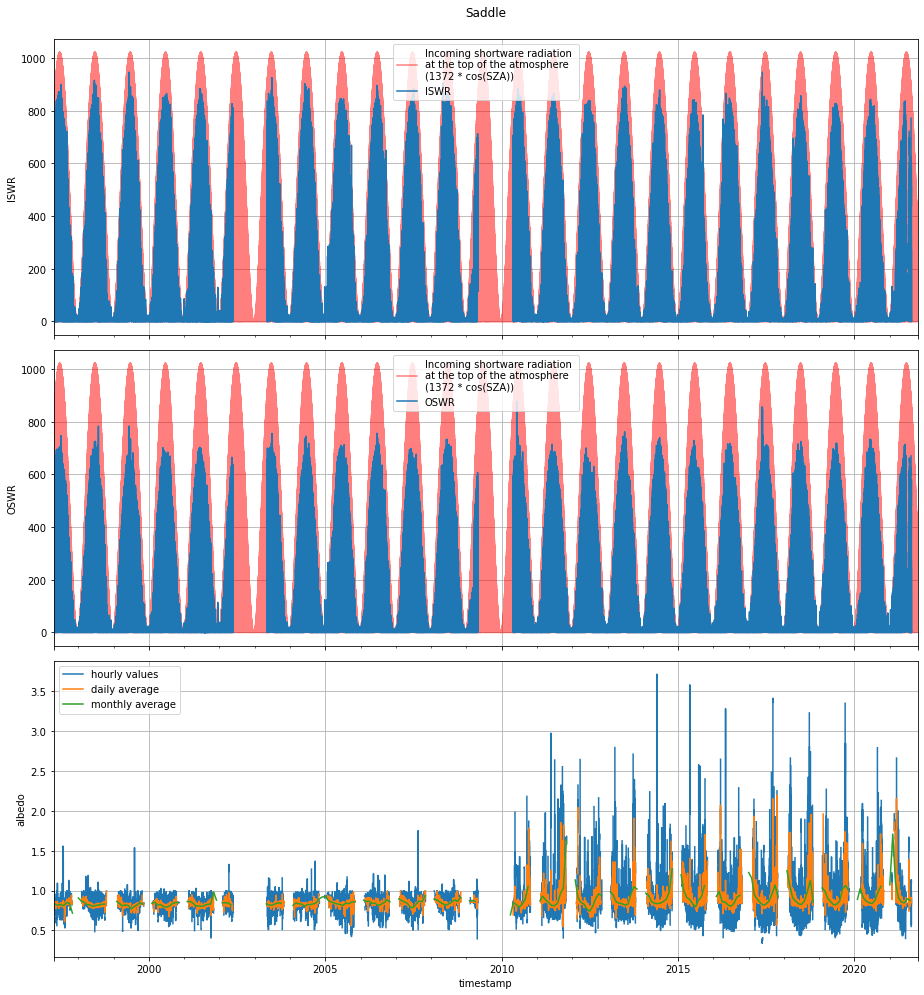 Saddle
Incoming shortware radiation
at the top of the atmosphere
(1372 * cos(SZA))
ISWR
1000
800
600
400
200
0
ISWR
Incoming shortware radiation
at the top of the atmosphere
(1372 * cos(SZA))
OSWR
1000
800
600
400
200
0
OSWR
hourly values
daily average
monthly average
3.5
3.0
2.5
2.0
1.5
1.0
0.5
albedo
2000
2005
2010
2015
2020
timestamp